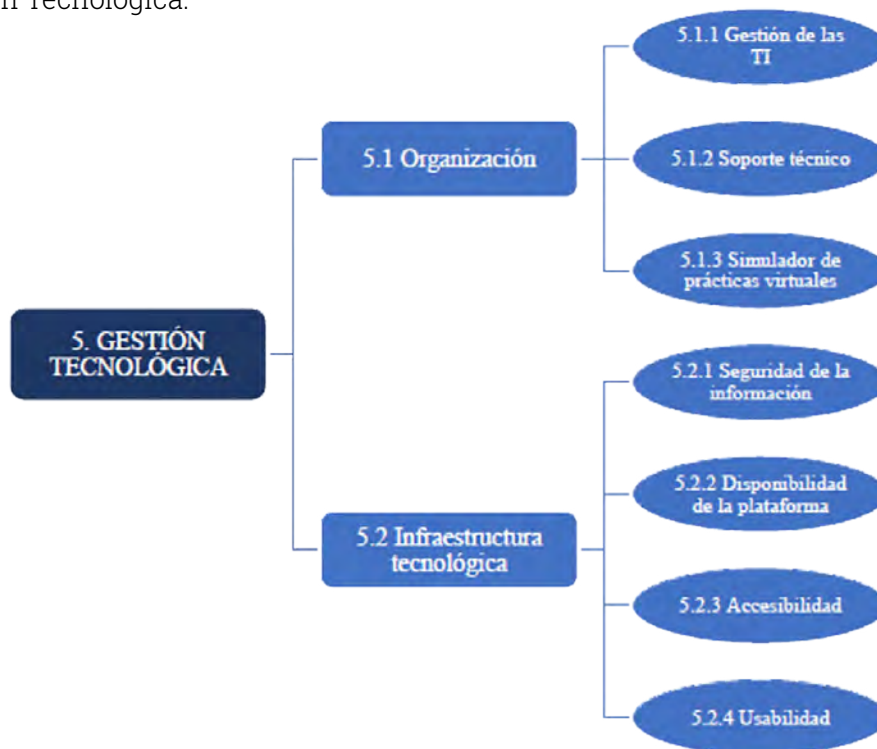 n Tecnológica.
5.1.1 Gestión de las
TI
5.1 Organización
5.1.2 Soporte técnico
5.1.3 Simulador de
prácticas virtuales
5. GESTIÓN
TECNOLÓGICA
5.2.1 Seguridad de la
información
5.2.2 Disponibilidad
de la plataforma
5.2 Infraestructura
tecnológica
5.2.3 Accesibilidad
5.2.4 Usabilidad